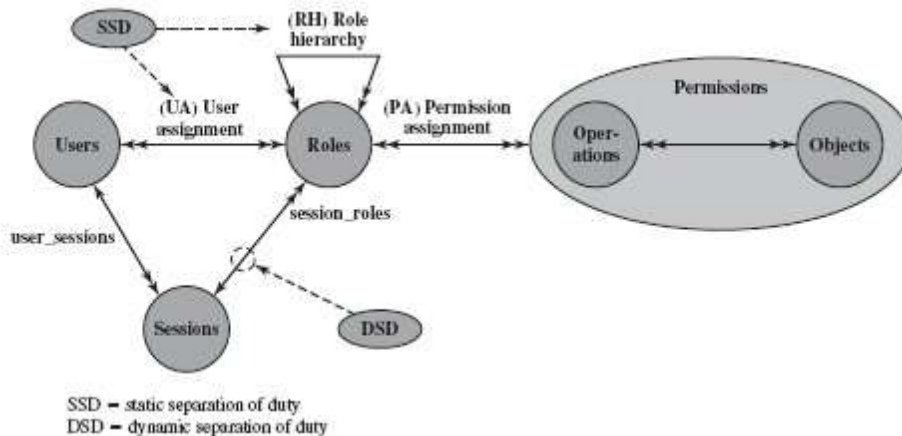 SSD
(RH) Role
hierarchy
(UA) User
assignment
(PA) Permission
assignment
Permissions
Users
Roles
Oper-
ations
Objects
session_roles
user_sessions
Sessions
DSD
SSD = static separation of duty
DSD = dynamic separation of duty